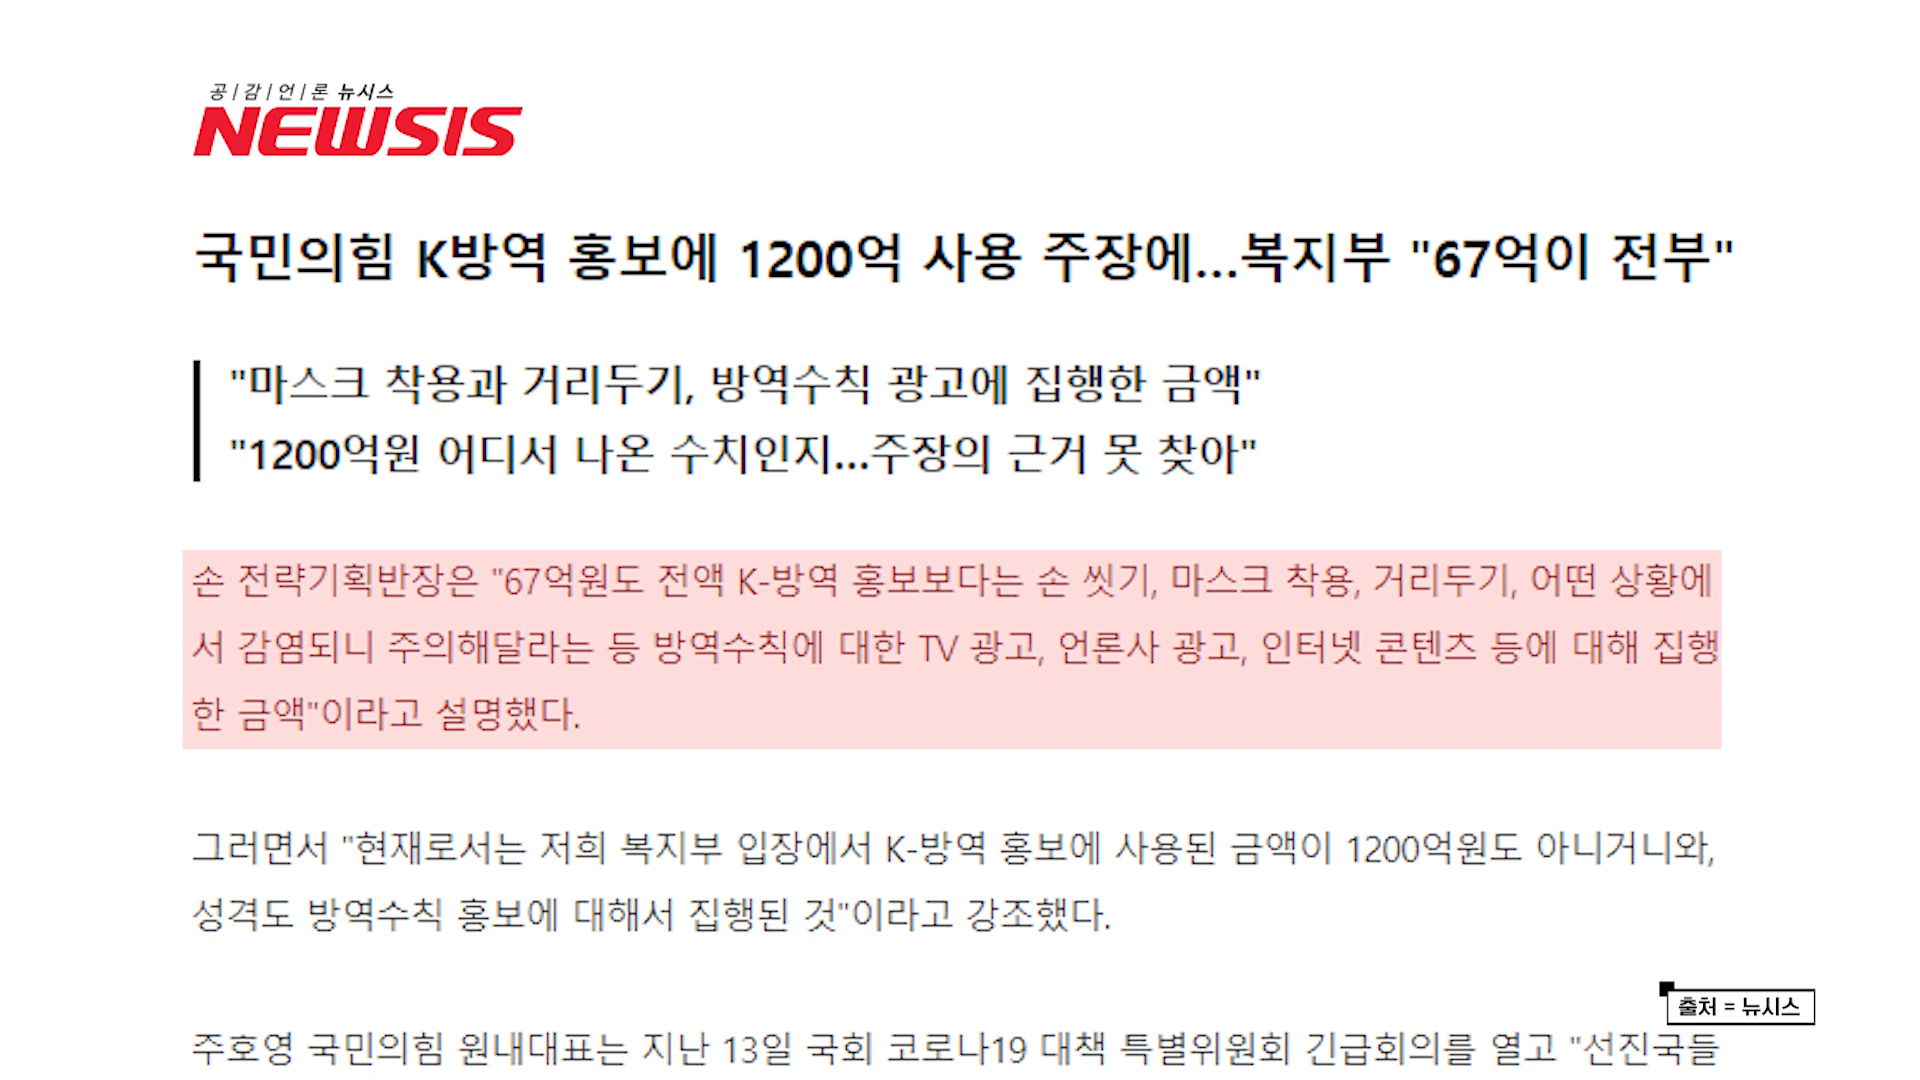 공|감|언|론 뉴시스
NEWSIS
국민의힘 K방역 홍보에 1200억 사용 주장에...복지부 "67억이 전부"
"마스크 착용과 거리두기, 방역수칙 광고에 집행한 금액"
"1200억원 어디서 나온 수치인지...주장의 근거 못 찾아"
손 전략기획반장은 "67억원도 전액 K-방역 홍보보다는 손 씻기, 마스크 착용, 거리두기, 어떤 상황에
서 감염되니 주의해달라는 등 방역수칙에 대한 TV 광고, 언론사 광고, 인터넷 콘텐츠 등에 대해 집행
한 금액"이라고 설명했다.
그러면서 "현재로서는 저희 복지부 입장에서 K-방역 홍보에 사용된 금액이 1200억원도 아니거니와,
성격도 방역수칙 홍보에 대해서 집행된 것"이라고 강조했다.
출처 = 뉴시스
주호영 국민의힘 원내대표는 지난 13일 국회 코로나19 대책 특별위원회 긴급회의를 열고 "선진국들